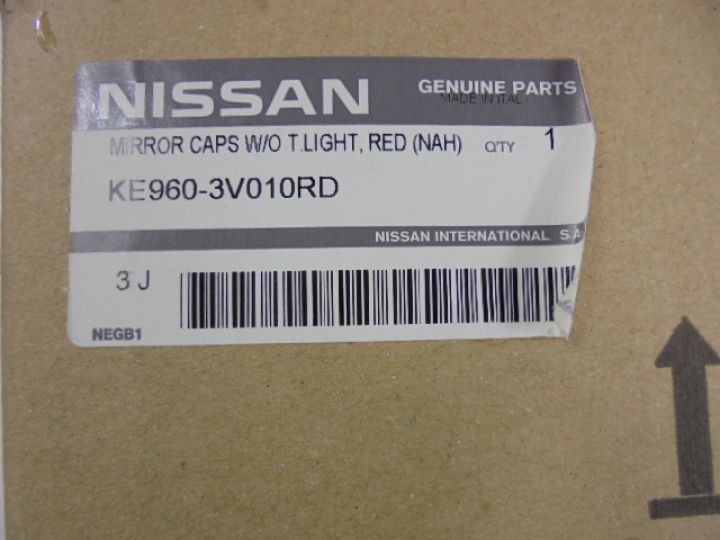 NISSAN GENUINE PARTS
MADE IN ITALY
MIRROR CAPS W/O T.LIGHT, RED (NAH) Q'TY 1
KE960-3V010RD
NISSAN INTERNATIONAL S.A
3 J
NEGB1